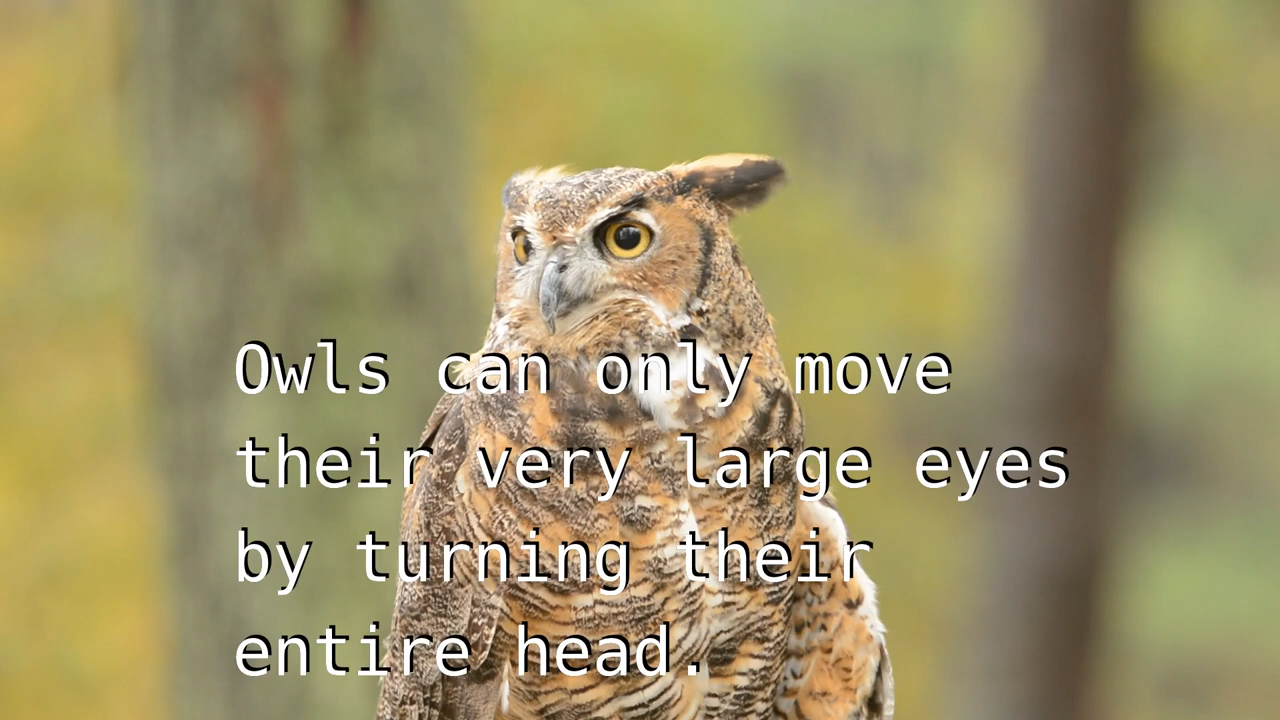 Owls can only move
their very large eyes
by turning their
entire head.